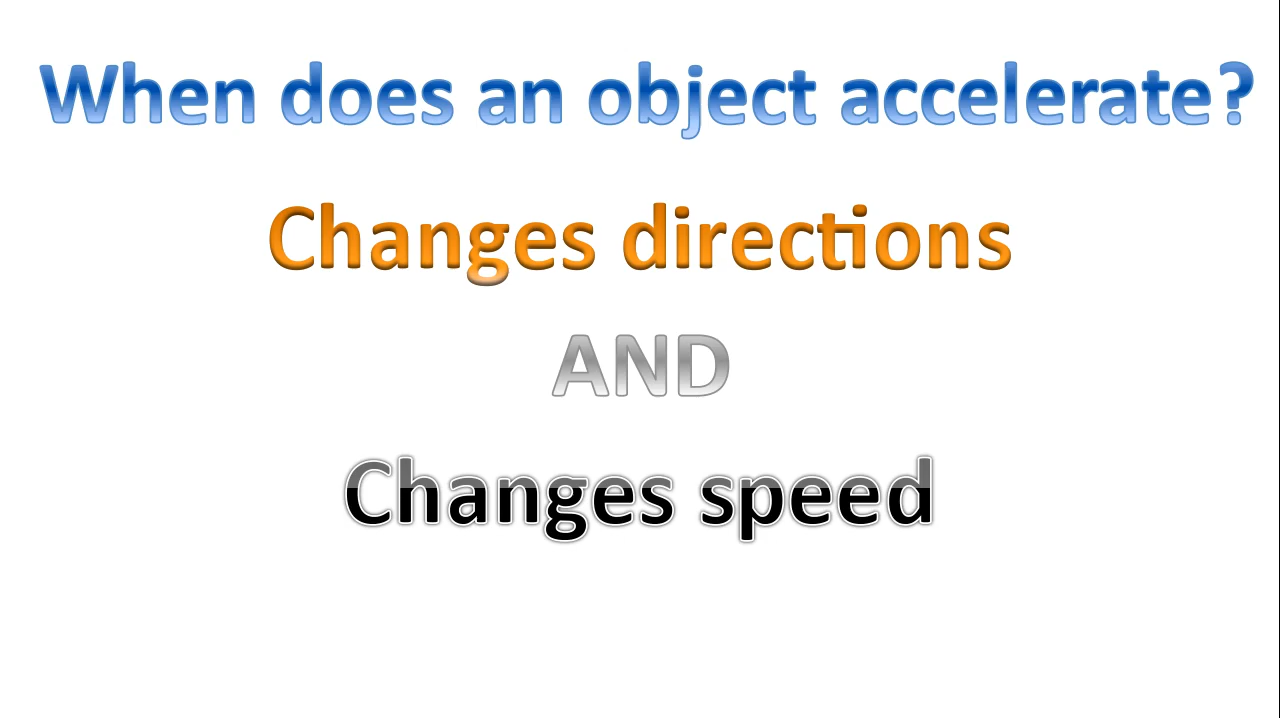 When does an object accelerate?
Changes directions
AND
Changes speed